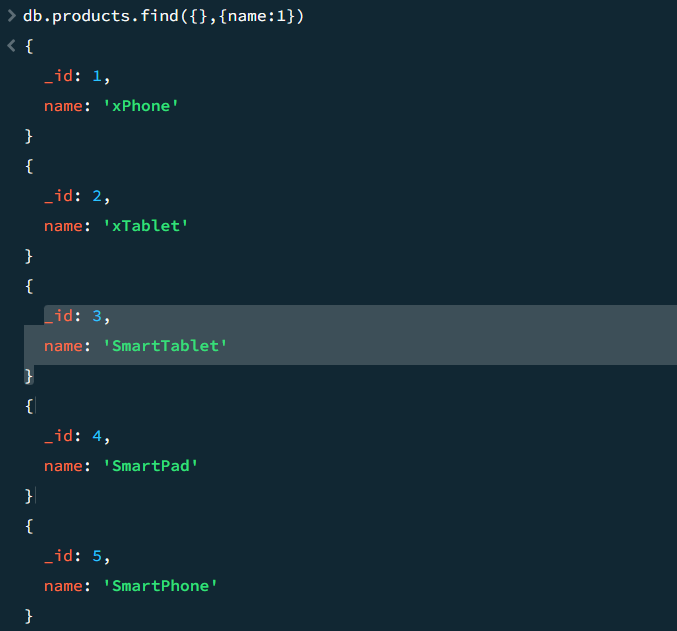 db.products.find({},{name:1})
{
_id: 1,
name: 'xPhone'
}
{
_id: 2,
name: 'xTablet'
}
{
_id: 3,
name: 'SmartTablet'
}
{
_id: 4,
name: 'SmartPad'
}
{
_id: 5,
name: 'SmartPhone'
}